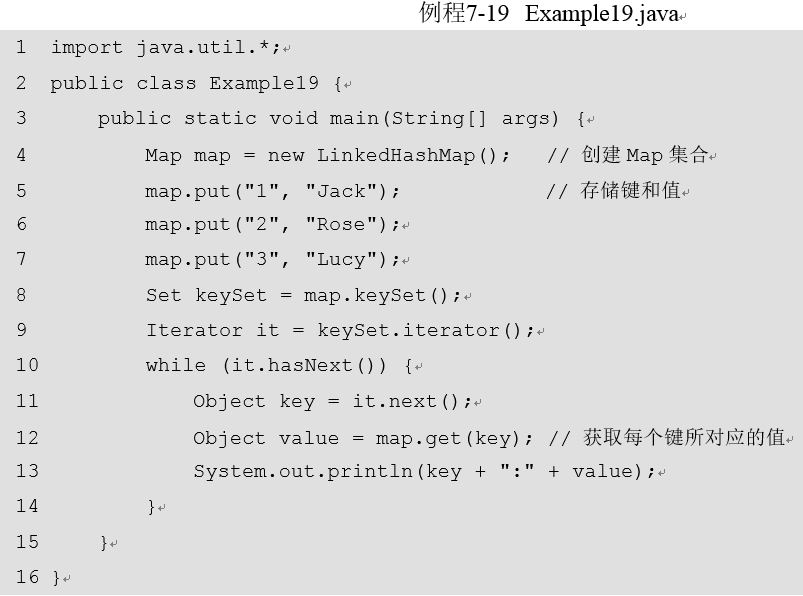 例程7-19 Example19.java
1 import java.util.*;
2 public class Example19 {
3     public static void main(String[] args) {
4         Map map = new LinkedHashMap();   // 创建 Map 集合
5         map.put("1", "Jack");            // 存储键和值
6         map.put("2", "Rose");
7         map.put("3", "Lucy");
8         Set keySet = map.keySet();
9         Iterator it = keySet.iterator();
10         while (it.hasNext()) {
11             Object key = it.next();
12             Object value = map.get(key); // 获取每个键所对应的值
13             System.out.println(key + ":" + value);
14         }
15     }
16 }